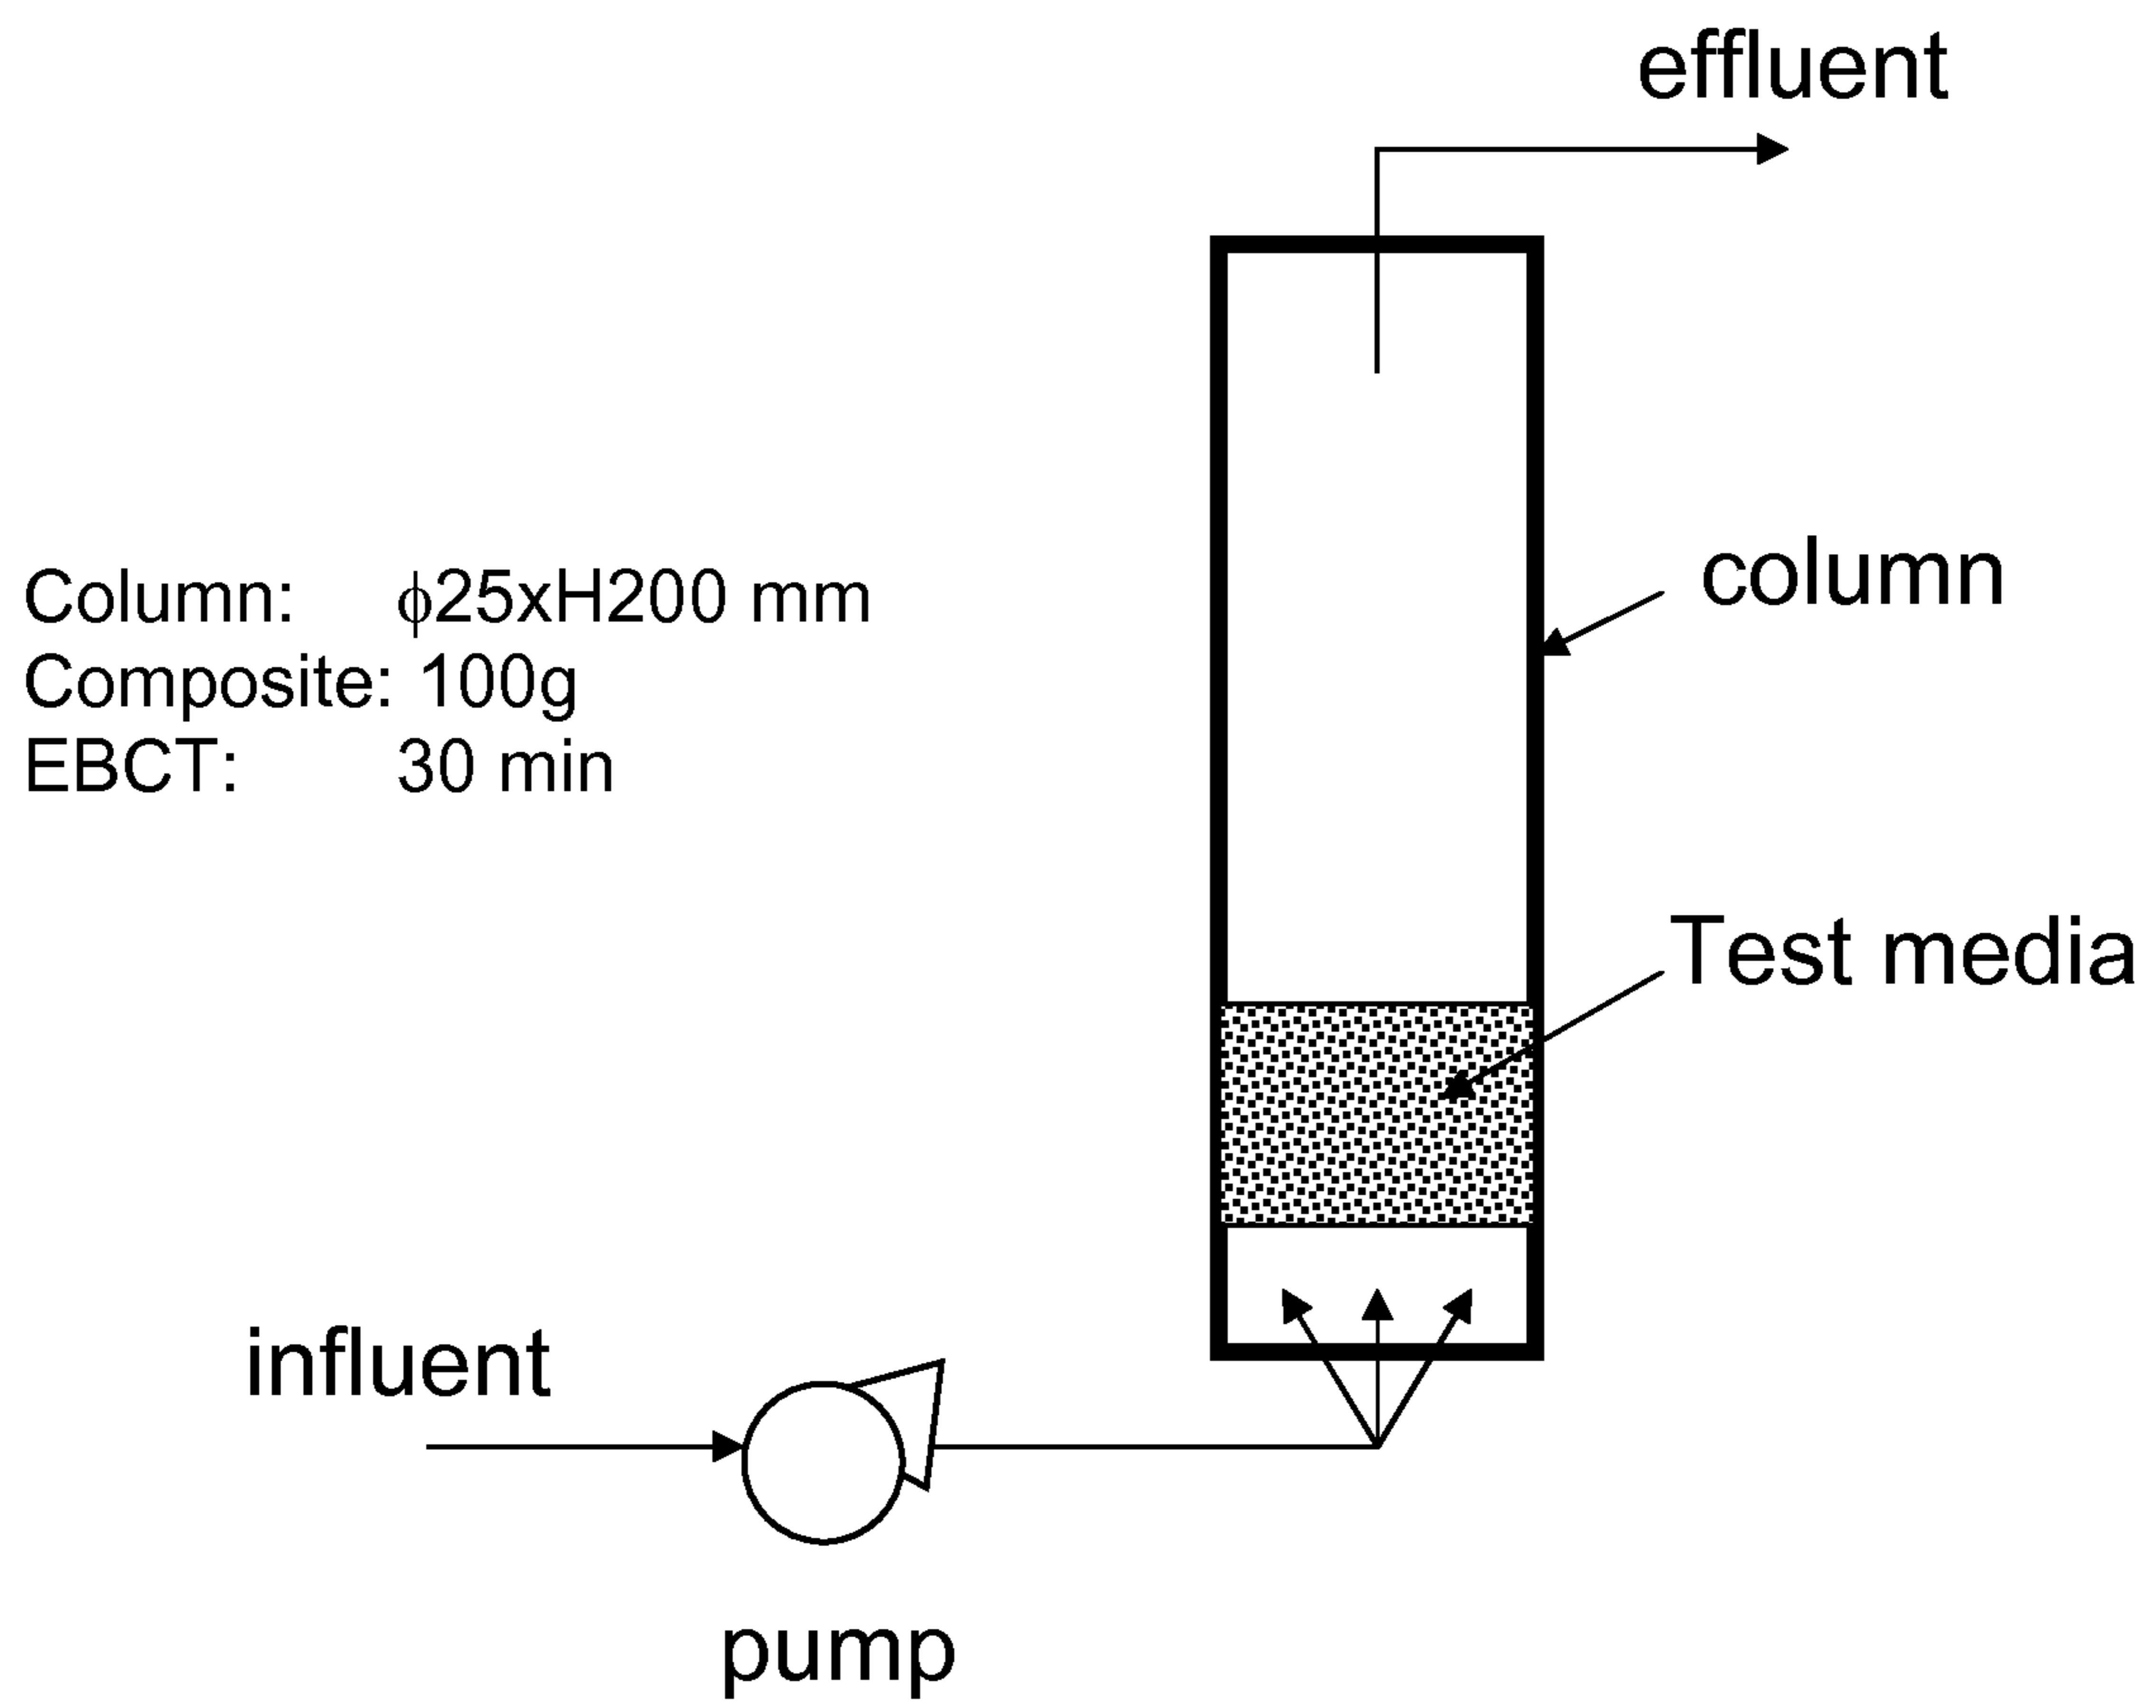 effluent
Column: ϕ25xH200 mm
Composite: 100g
EBCT: 30 min
column
Test media
influent
pump